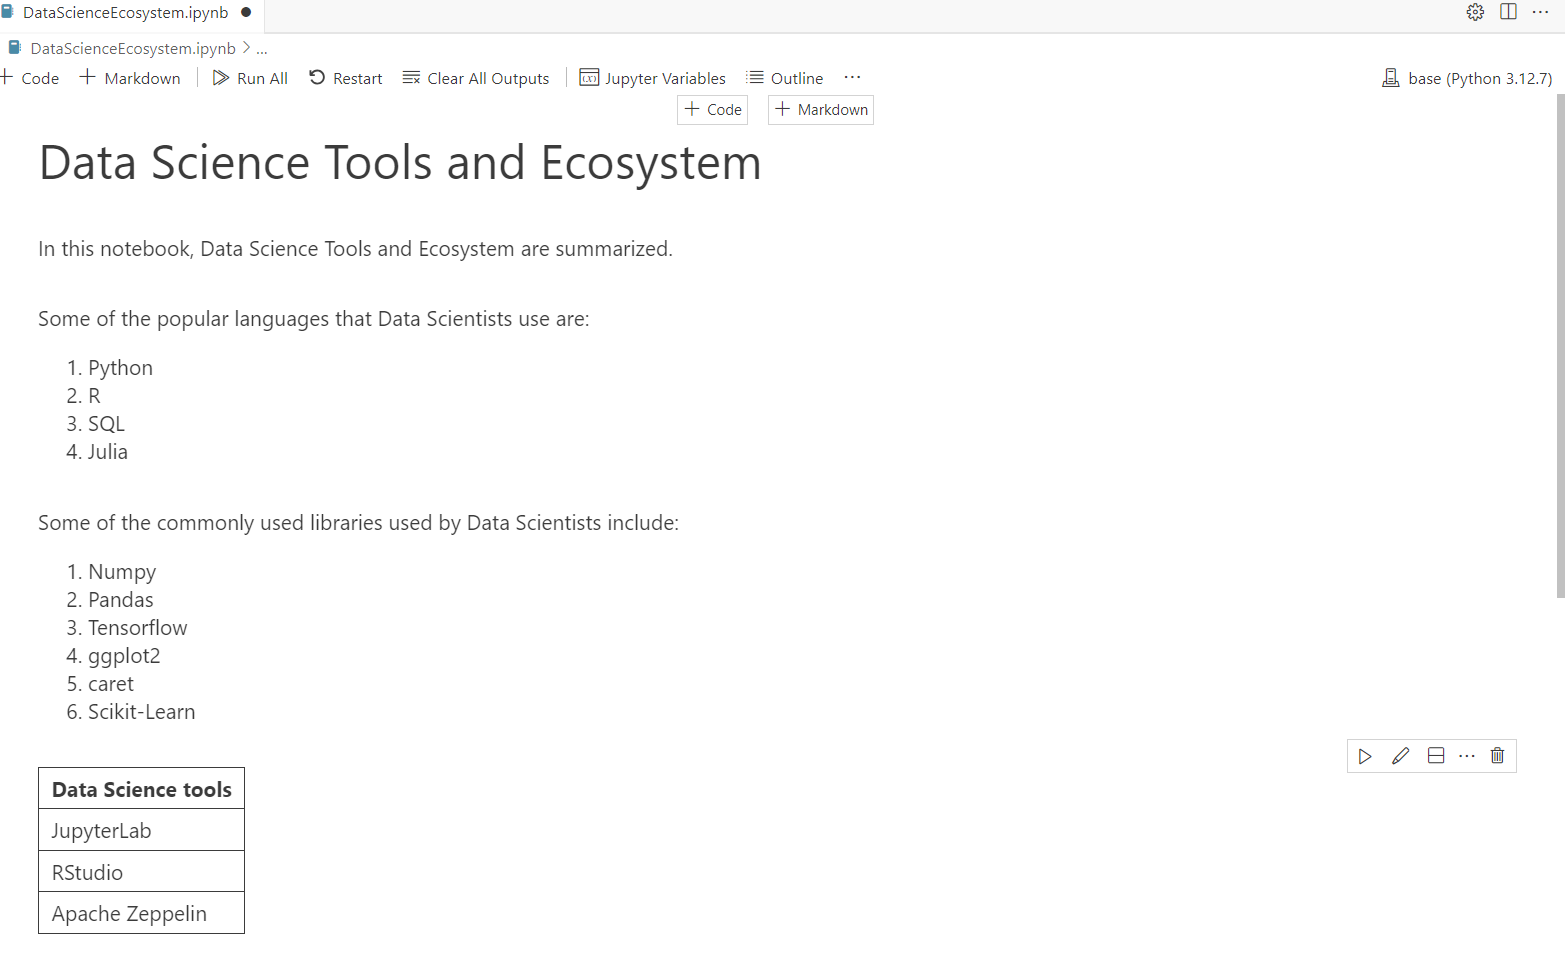 DataScienceEcosystem.ipynb
DataScienceEcosystem.ipynb > ...
+ Code + Markdown Run All Restart Clear All Outputs Jupyter Variables Outline ... base (Python 3.12.7)
+ Code + Markdown
Data Science Tools and Ecosystem
In this notebook, Data Science Tools and Ecosystem are summarized.
Some of the popular languages that Data Scientists use are:
1. Python
2. R
3. SQL
4. Julia
Some of the commonly used libraries used by Data Scientists include:
1. Numpy
2. Pandas
3. Tensorflow
4. ggplot2
5. caret
6. Scikit-Learn
Data Science tools
JupyterLab
RStudio
Apache Zeppelin